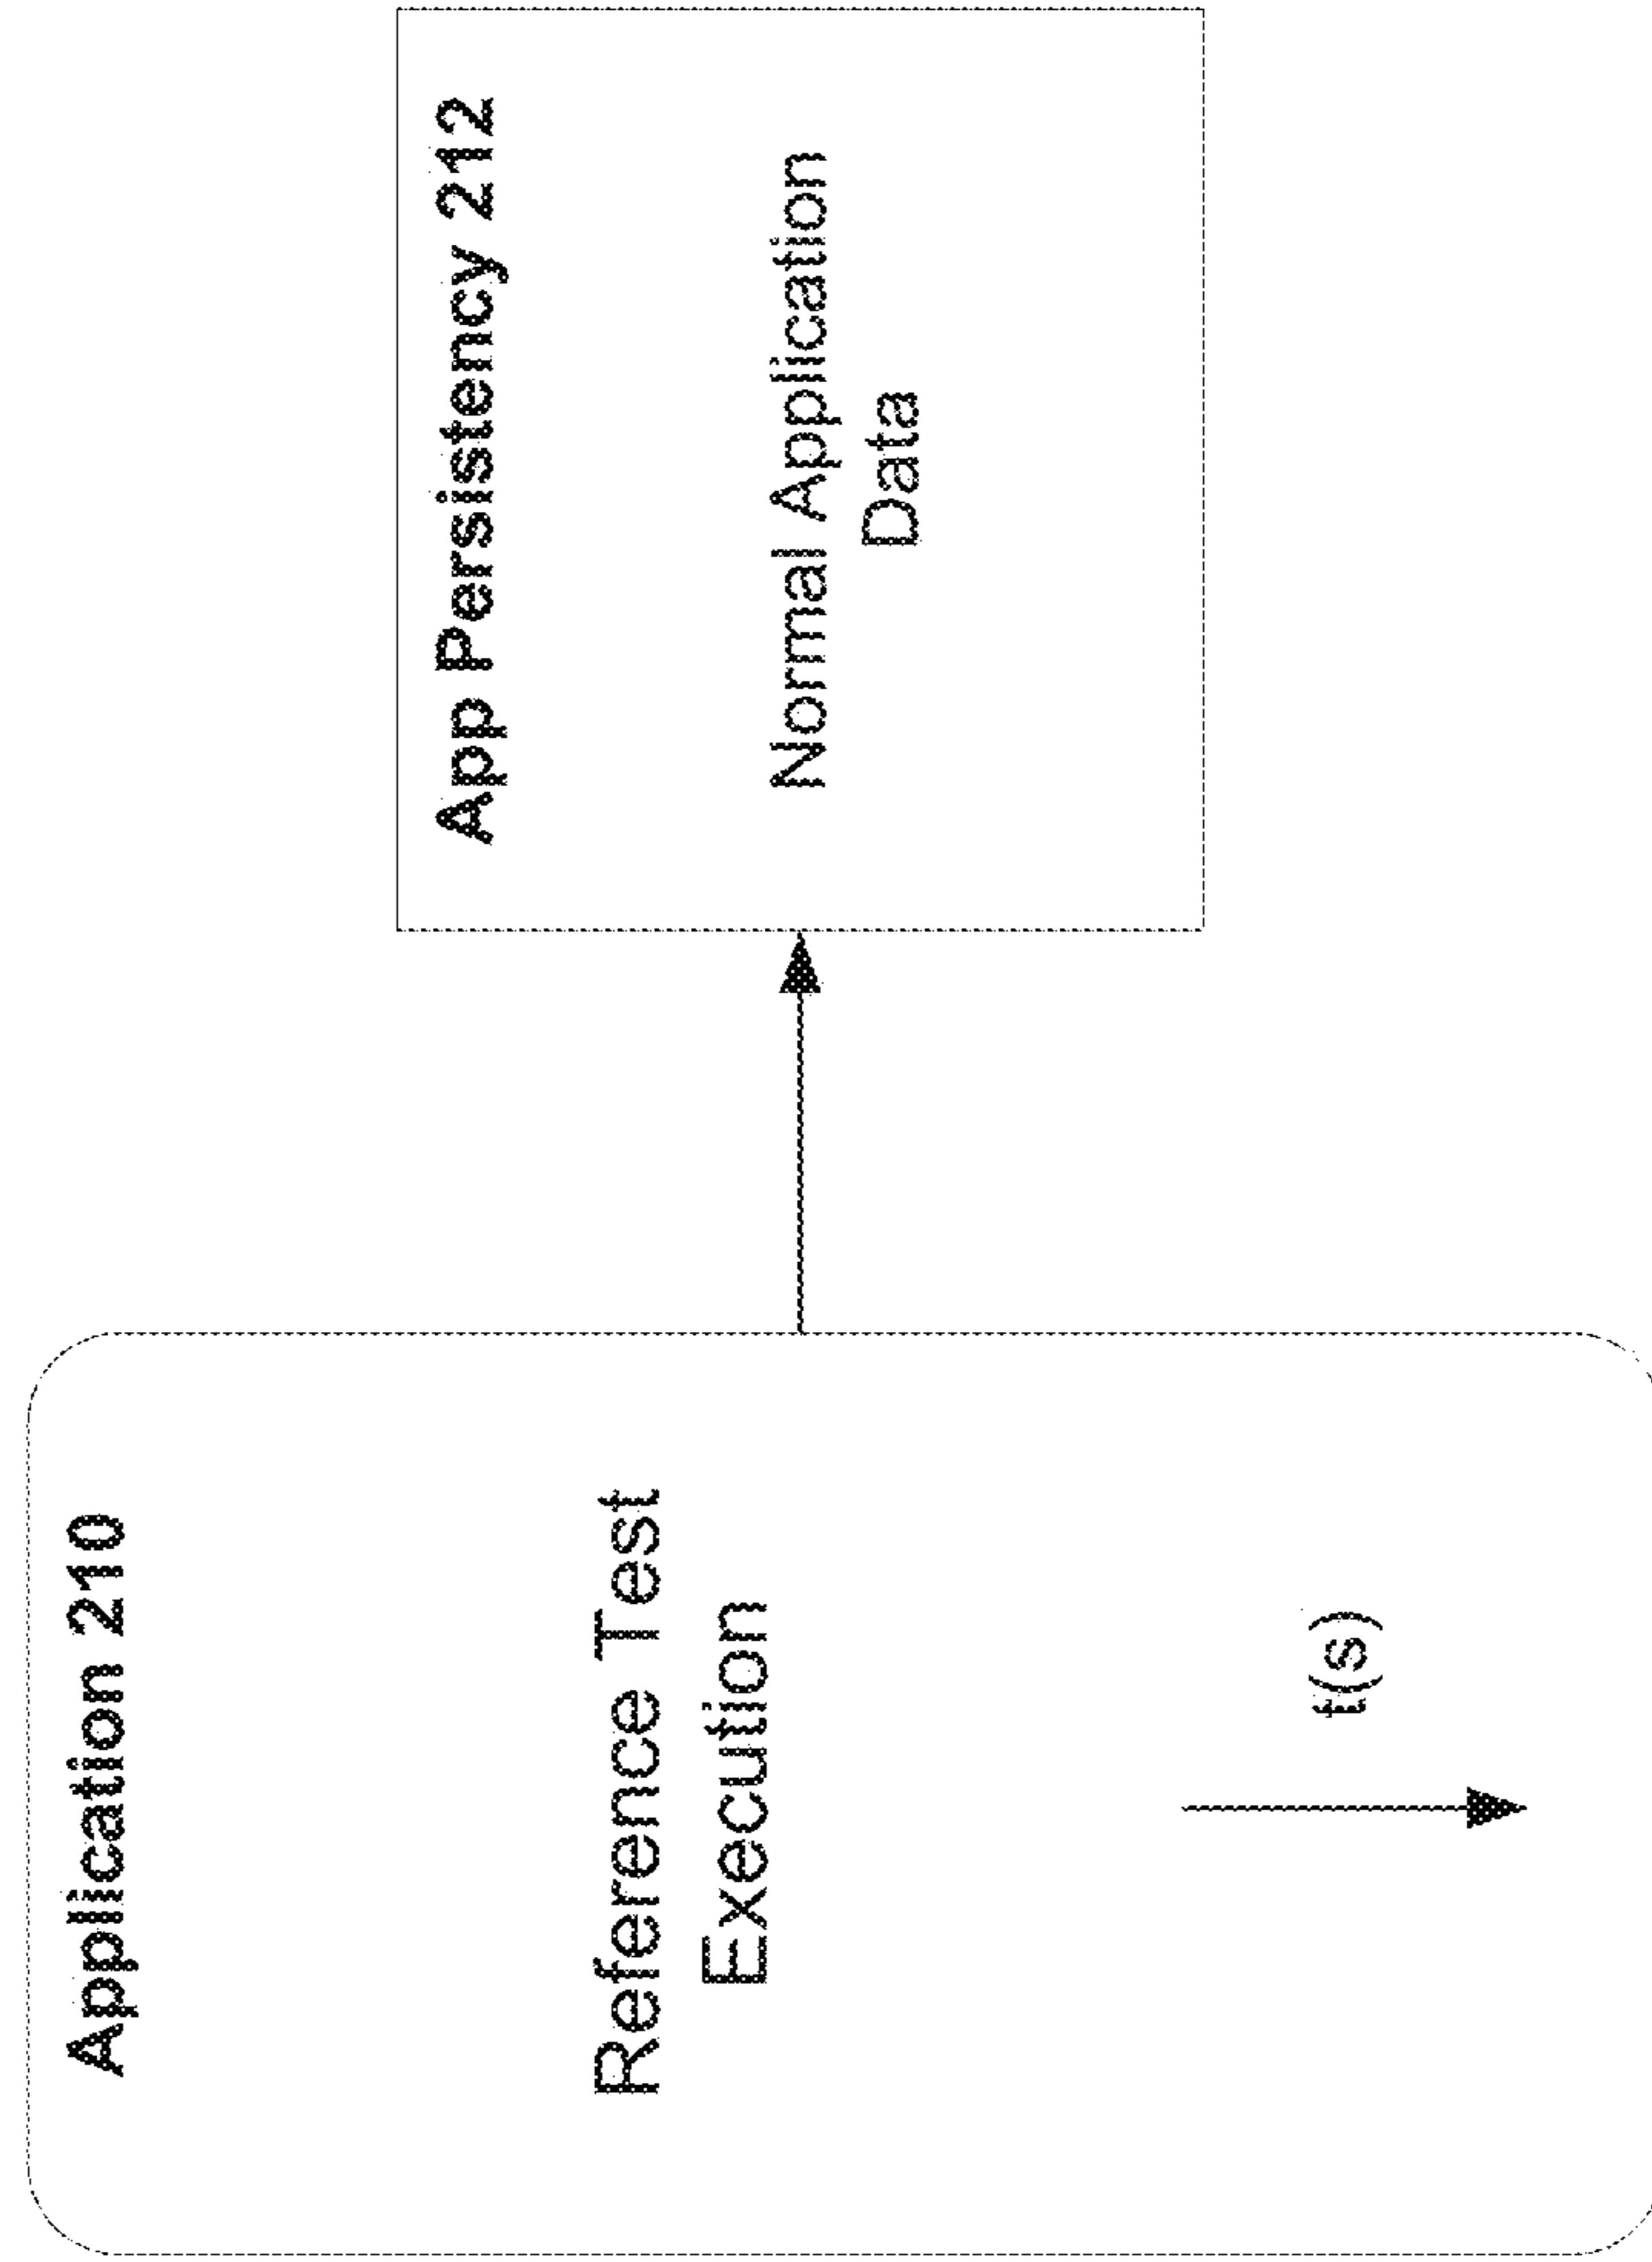 Application 210
Reference Test
Execution
t(s)
App Persistency 212
Normal Application
Data